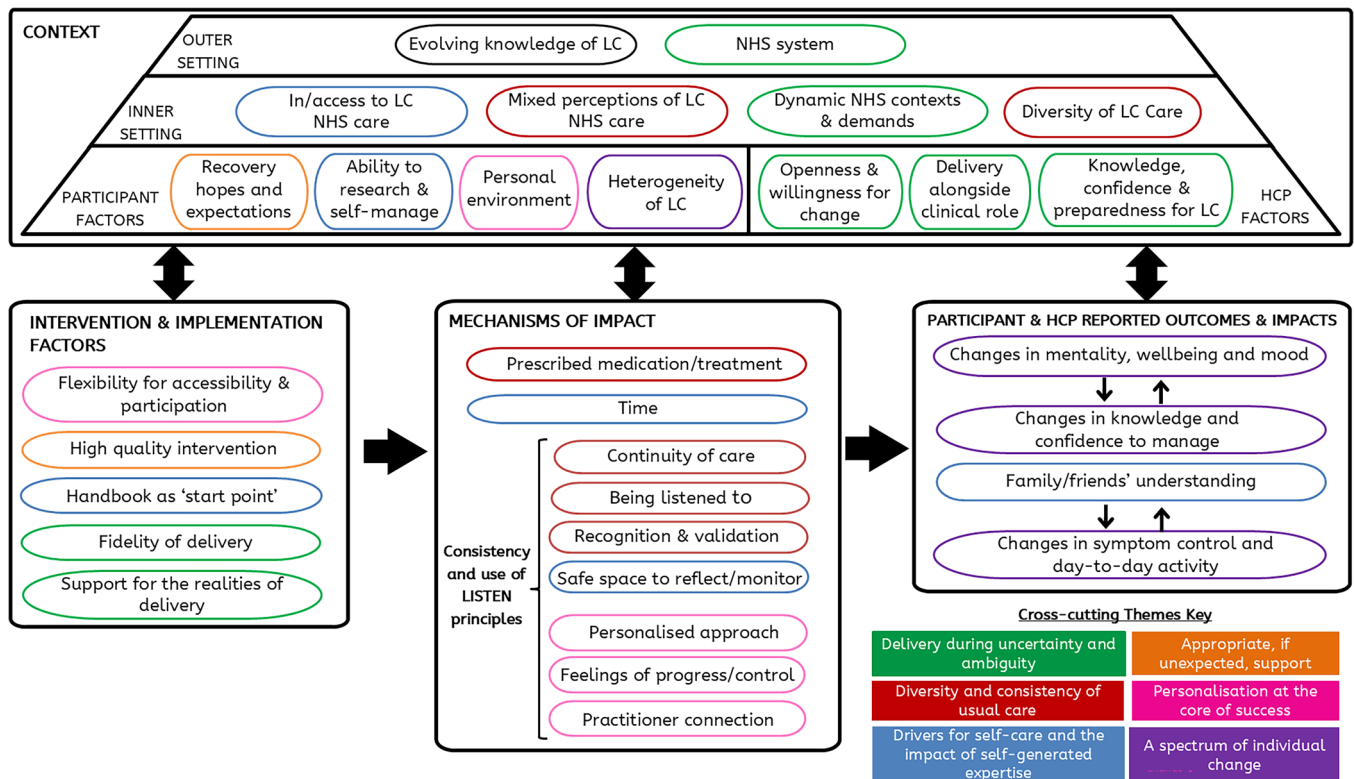 CONTEXT
OUTER
SETTING
Evolving knowledge of LC
NHS system
INNER
SETTING
In/access to LC
NHS care
Mixed perceptions of LC
NHS care
Dynamic NHS contexts
& demands
Diversity of LC Care
PARTICIPANT
FACTORS
Recovery
hopes and
expectations
Ability to
research &
self-manage
Personal
environment
Heterogeneity
of LC
Openness &
willingness for
change
Delivery
alongside
clinical role
Knowledge,
confidence &
preparedness for LC
HCP
FACTORS
INTERVENTION & IMPLEMENTATION
FACTORS
Flexibility for accessibility &
participation
High quality intervention
Handbook as ‘start point’
Fidelity of delivery
Support for the realities of
delivery
MECHANISMS OF IMPACT
Prescribed medication/treatment
Time
Consistency
and use of
LISTEN
principles
Continuity of care
Being listened to
Recognition & validation
Safe space to reflect/monitor
Personalised approach
Feelings of progress/control
Practitioner connection
PARTICIPANT & HCP REPORTED OUTCOMES & IMPACTS
Changes in mentality, wellbeing and mood
Changes in knowledge and
confidence to manage
Family/friends’ understanding
Changes in symptom control and
day-to-day activity
Cross-cutting Themes Key
Delivery during uncertainty and
ambiguity
Appropriate, if
unexpected, support
Diversity and consistency of
usual care
Personalisation at the
core of success
Drivers for self-care and the
impact of self-generated
expertise
A spectrum of individual
change